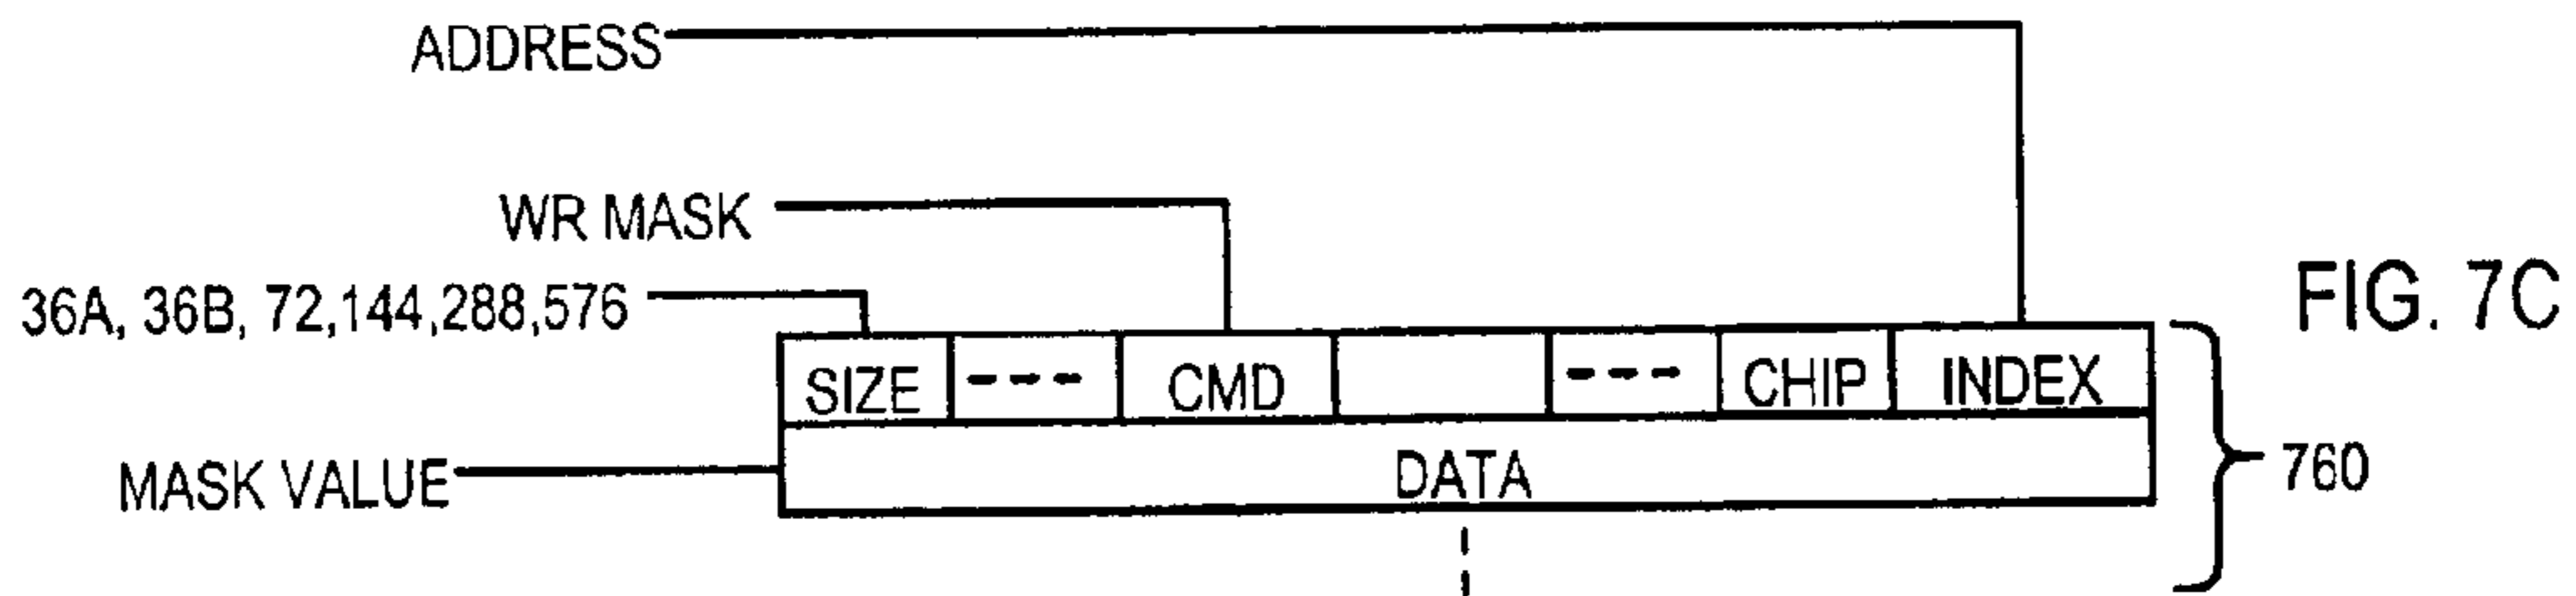 ADDRESS
WR MASK
36A, 36B, 72,144,288,576
FIG. 7C
SIZE --- CMD --- CHIP INDEX
MASK VALUE
DATA
760